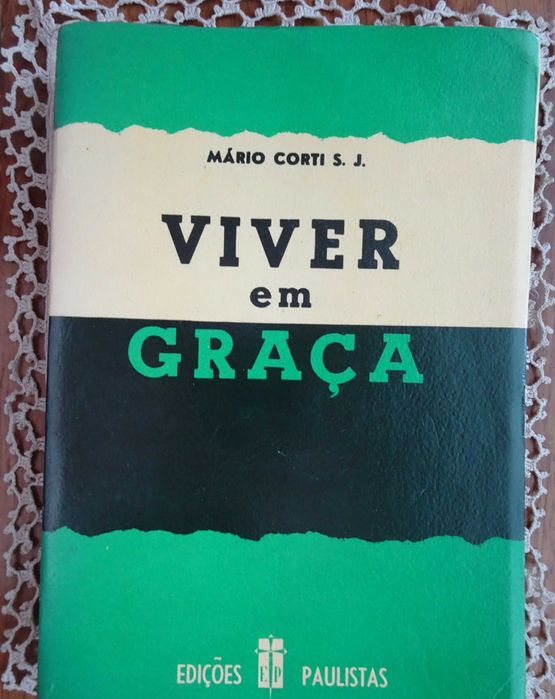 MÁRIO CORTI S. J.
VIVER
em
GRAÇA
EDIÇÕES EP PAULISTAS